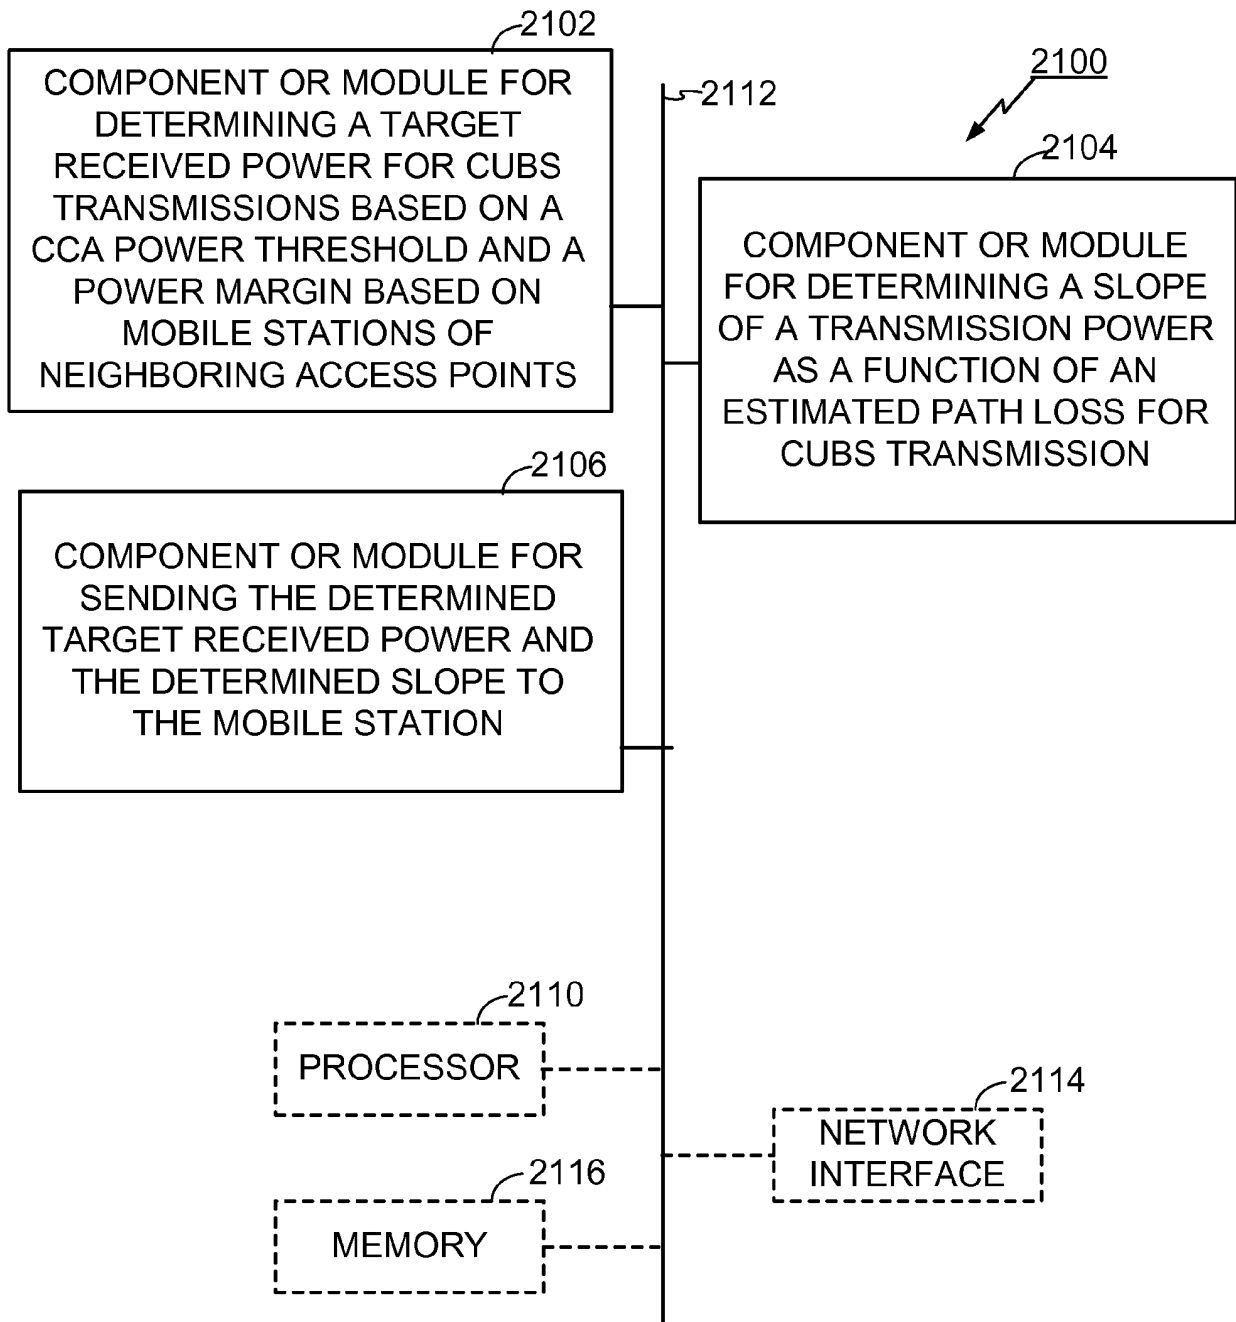 2102
COMPONENT OR MODULE FOR
DETERMINING A TARGET
RECEIVED POWER FOR CUBS
TRANSMISSIONS BASED ON A
CCA POWER THRESHOLD AND A
POWER MARGIN BASED ON
MOBILE STATIONS OF
NEIGHBORING ACCESS POINTS
2112
2100
2104
COMPONENT OR MODULE
FOR DETERMINING A SLOPE
OF A TRANSMISSION POWER
AS A FUNCTION OF AN
ESTIMATED PATH LOSS FOR
CUBS TRANSMISSION
2106
COMPONENT OR MODULE FOR
SENDING THE DETERMINED
TARGET RECEIVED POWER AND
THE DETERMINED SLOPE TO
THE MOBILE STATION
2110
PROCESSOR
2114
NETWORK
INTERFACE
2116
MEMORY